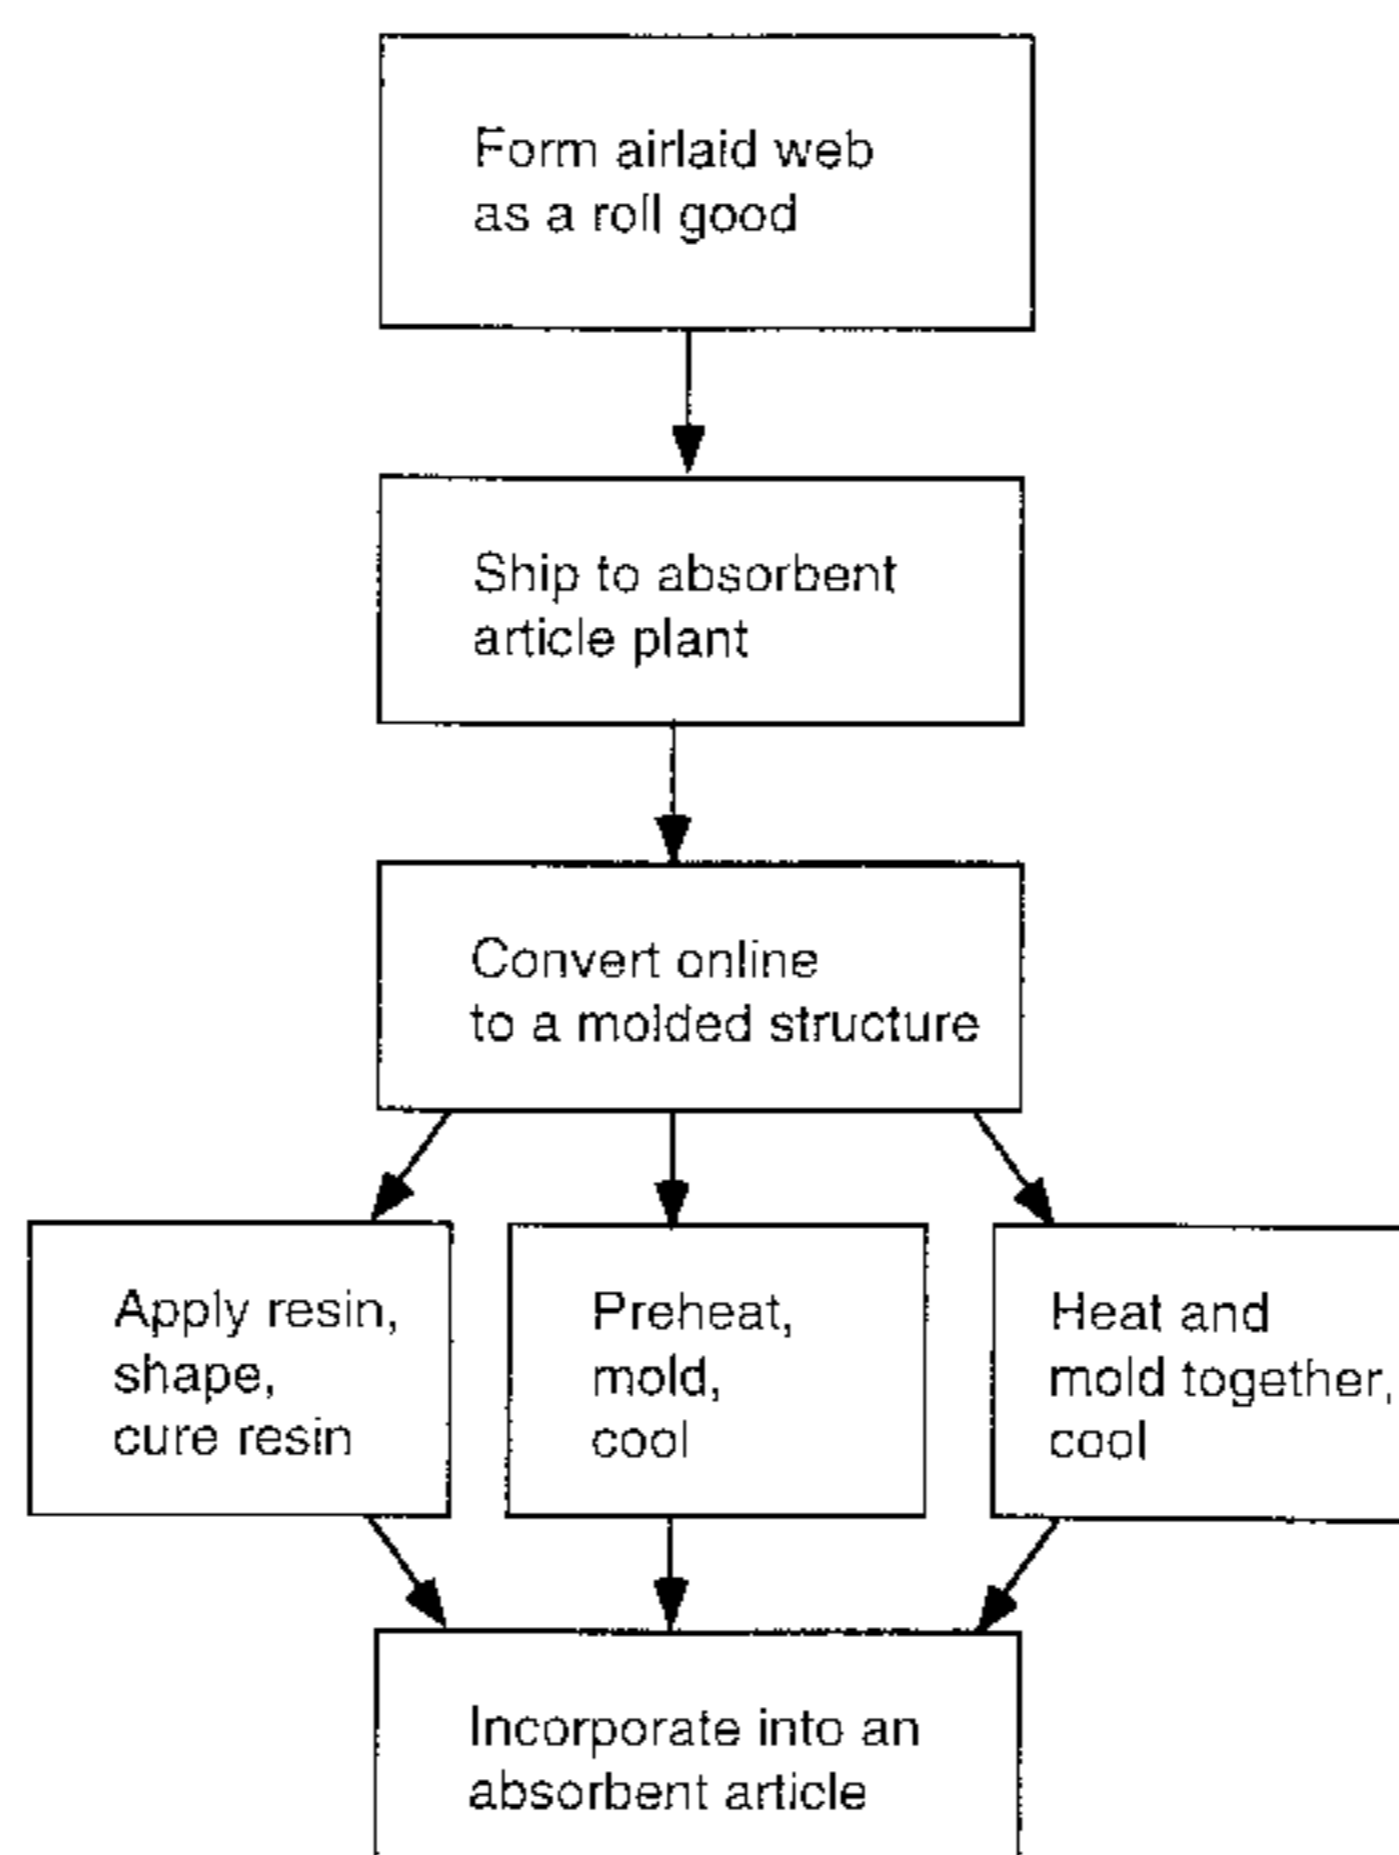 Form airlaid web
as a roll good
Ship to absorbent
article plant
Convert online
to a molded structure
Apply resin,
shape,
cure resin
Preheat,
mold,
cool
Heat and
mold together,
cool
Incorporate into an
absorbent article